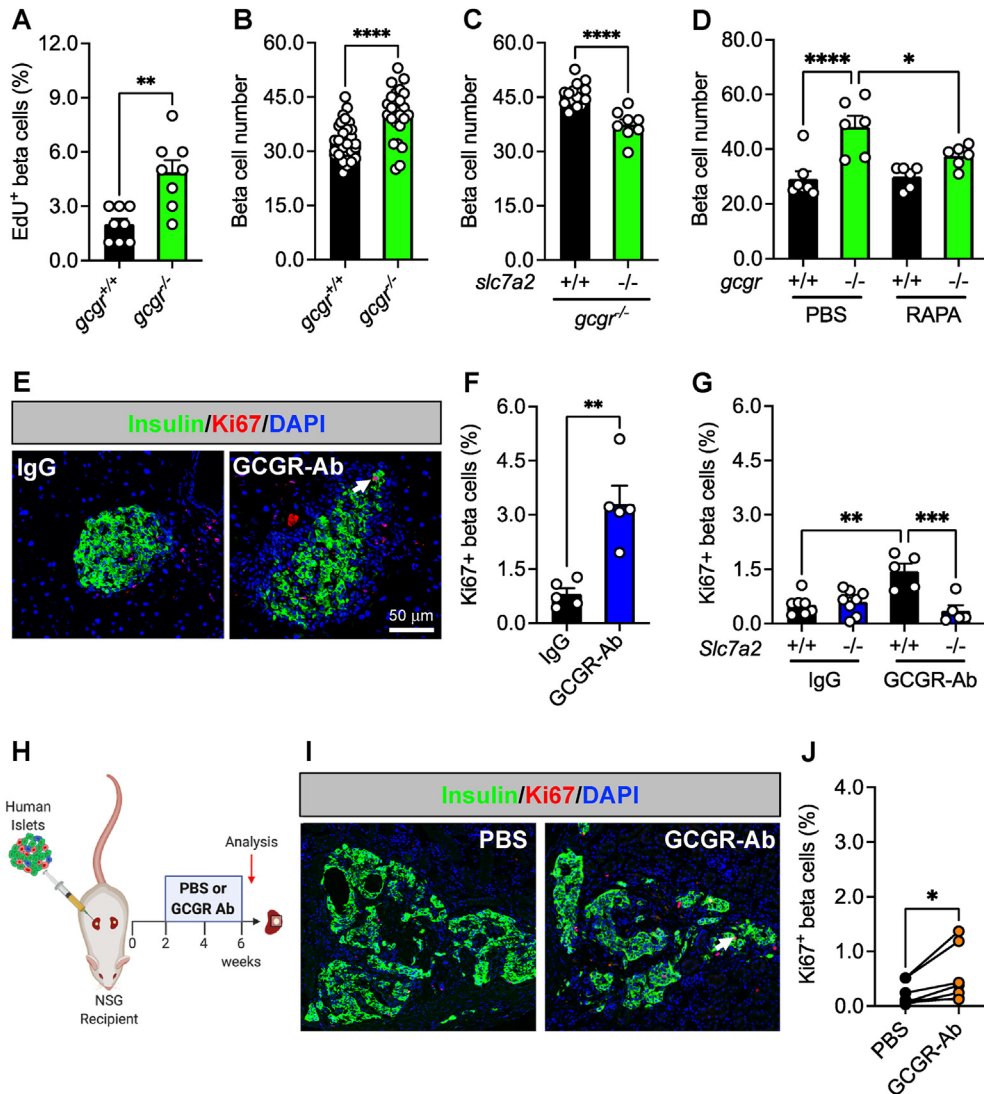 A
EdU+ beta cells (%)
12.0
9.0
6.0
3.0
0.0
**
gcgr+/+
gcgr-/-
B
Beta cell number
60.0
45.0
30.0
15.0
0.0
****
gcgr+/+
gcgr-/-
C
Beta cell number
60.0
45.0
30.0
15.0
0.0
****
slc7a2 +/+ -/-
gcgr-/-
D
Beta cell number
80.0
60.0
40.0
20.0
0.0
**** *
gcgr +/+ -/- +/+ -/-
PBS RAPA
E
Insulin/Ki67/DAPI
IgG GCGR-Ab
50 μm
F
Ki67+ beta cells (%)
6.0
4.5
3.0
1.5
0.0
**
IgG
GCGR-Ab
G
Ki67+ beta cells (%)
6.0
4.5
3.0
1.5
0.0
** ***
Slc7a2 +/+ -/- +/+ -/-
IgG GCGR-Ab
H
Human
Islets
Analysis
PBS or
GCGR Ab
0 2 4 6
weeks
NSG
Recipient
I
Insulin/Ki67/DAPI
PBS GCGR-Ab
J
Ki67+ beta cells (%)
4.0
3.0
2.0
1.0
0.0
*
PBS
GCGR-Ab